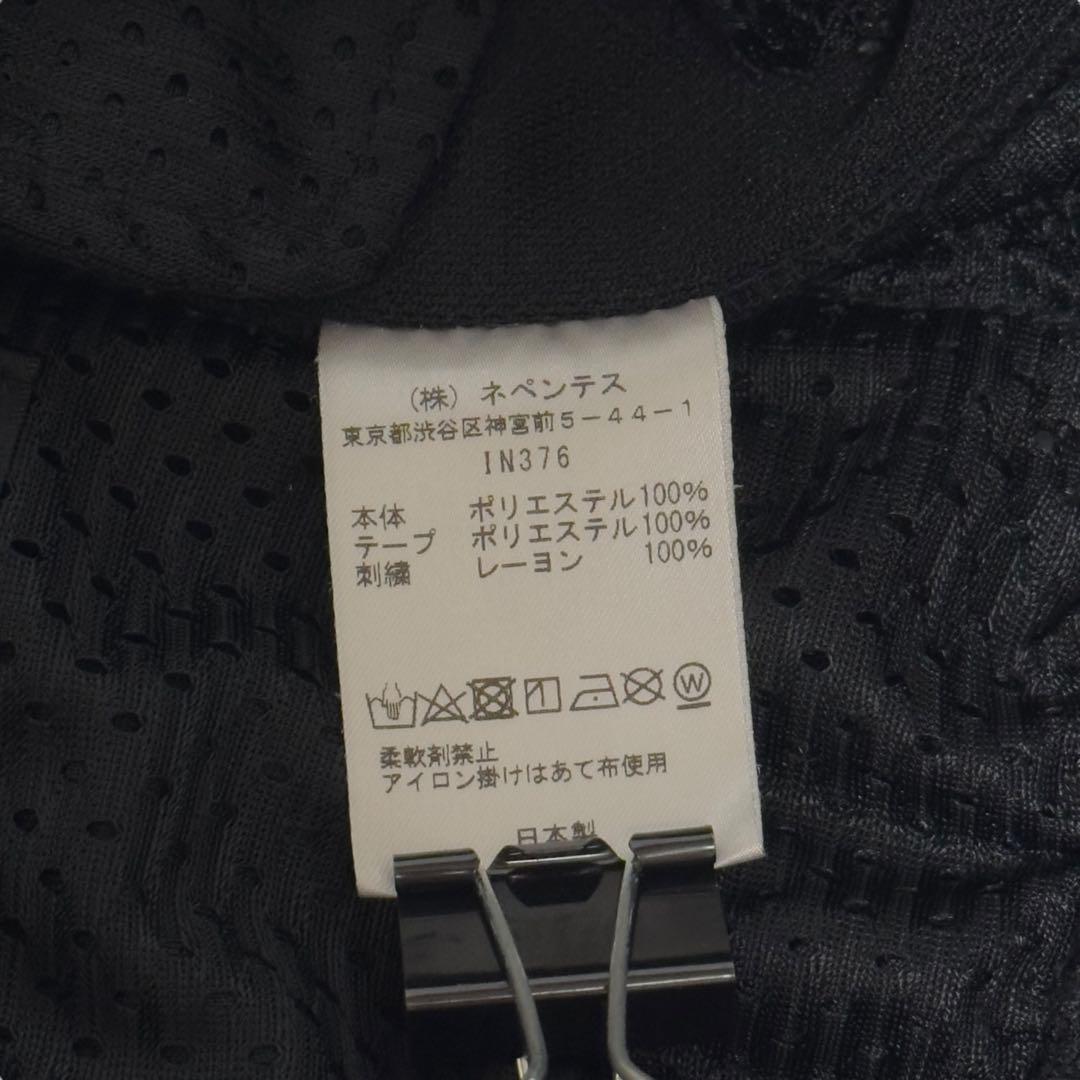 (株) ネペンテス
東京都渋谷区神宮前5-44-1
IN376
本体 ポリエステル100%
テープ ポリエステル100%
刺繍 レーヨン 100%
W
柔軟剤禁止
アイロン掛けはあて布使用
日本製